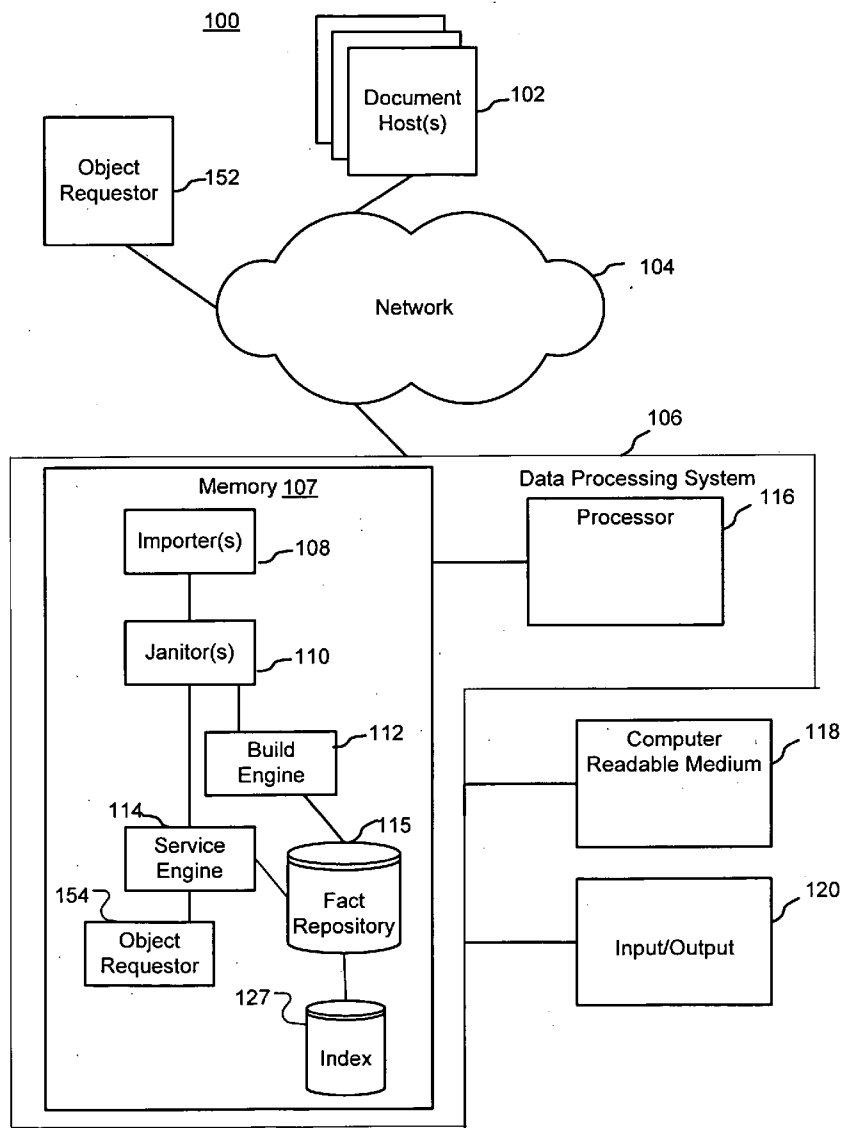 100
Document
Host(s)
102
Object
Requestor
152
104
Network
106
Data Processing System
Memory 107
Processor
116
Importer(s)
108
Janitor(s)
110
Build
Engine
112
Computer
Readable Medium
118
114
Service
Engine
115
Fact
Repository
154
Object
Requestor
Input/Output
120
127
Index